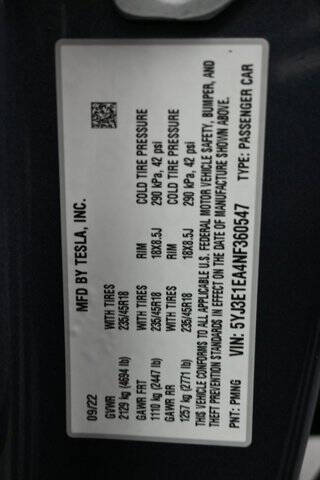 MFD BY TESLA, INC.
09/22
GVWR WITH TIRES RIM COLD TIRE PRESSURE
2129 kg (4694 lb) 235/45R18 18X8.5J 290 kPa, 42 psi
GAWR FRT
1110 kg (2447 lb) WITH TIRES 235/45R18 RIM 18X8.5J COLD TIRE PRESSURE 290 kPa, 42 psi
GAWR RR
1257 kg (2771 lb) WITH TIRES 235/45R18
THIS VEHICLE CONFORMS TO ALL APPLICABLE U.S. FEDERAL MOTOR VEHICLE SAFETY, BUMPER, AND
THEFT PREVENTION STANDARDS IN EFFECT ON THE DATE OF MANUFACTURE SHOWN ABOVE.
VIN: 5YJ3E1EA4NF360547
PNT: PMNG TYPE: PASSENGER CAR